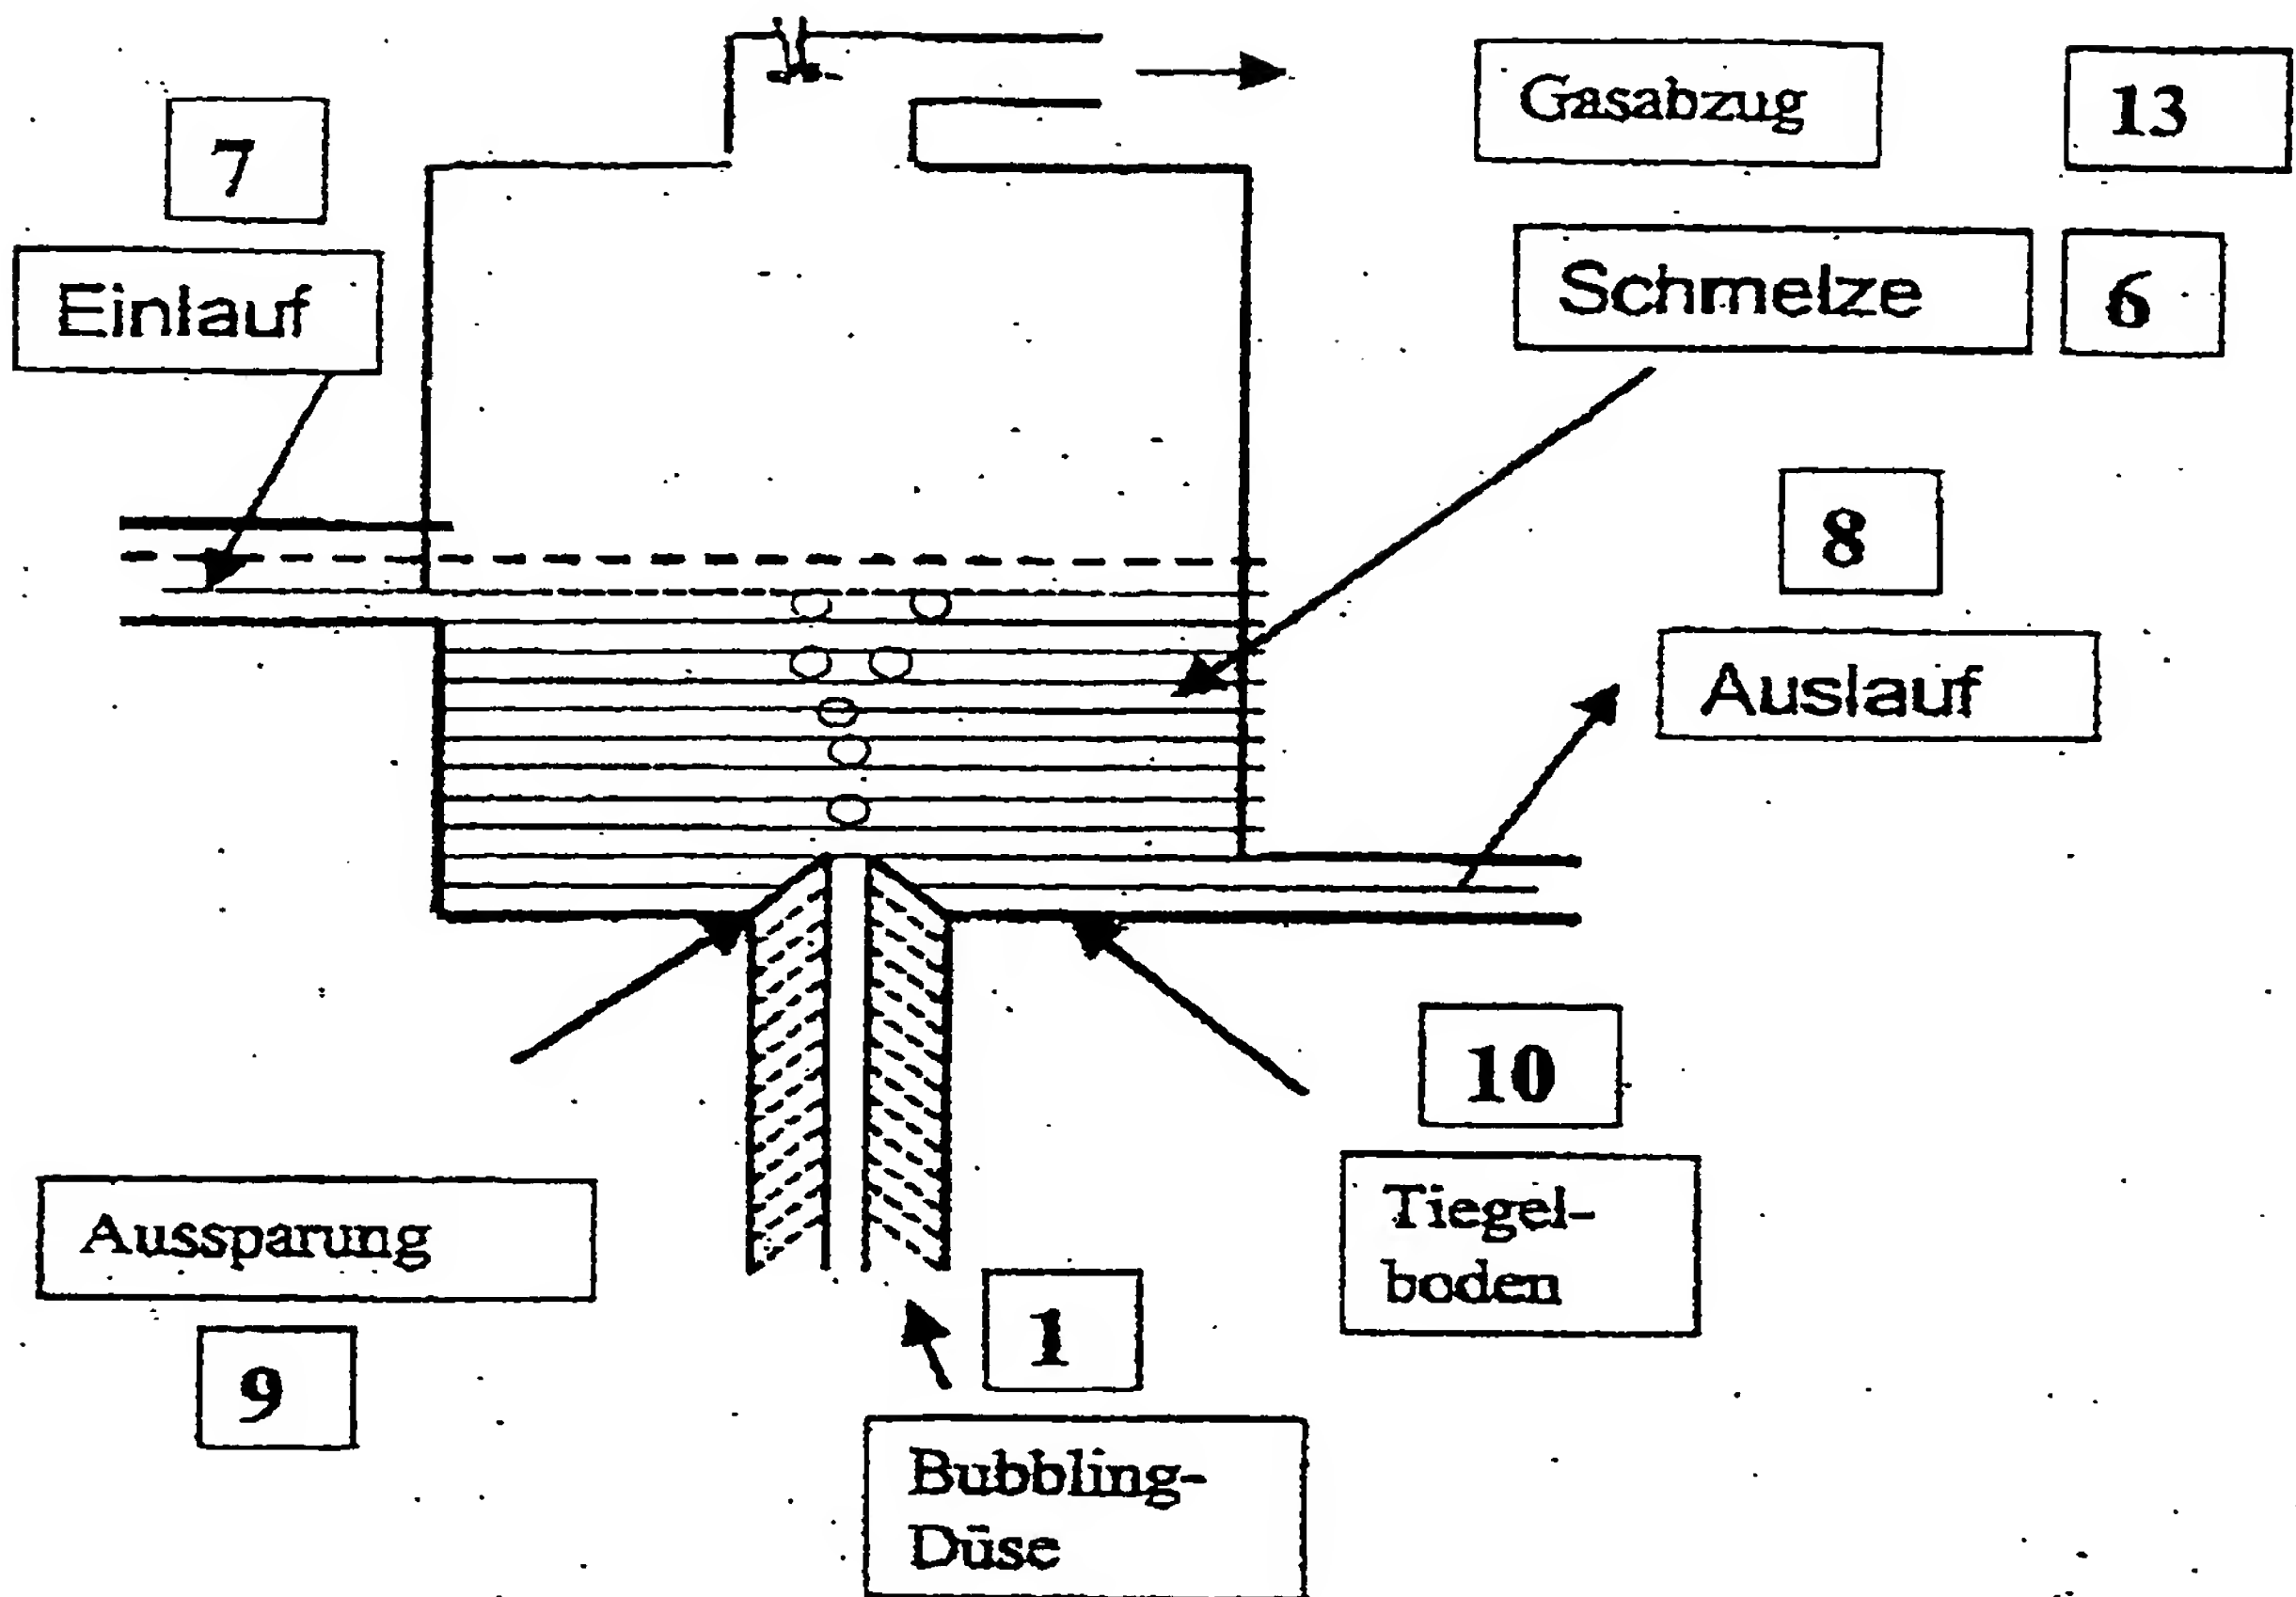 Gasabzug
13
7
Einlauf
Schmelze
6
8
Auslauf
10
Tiegel-
boden
Aussparung
9
1
Bubbling-
Düse